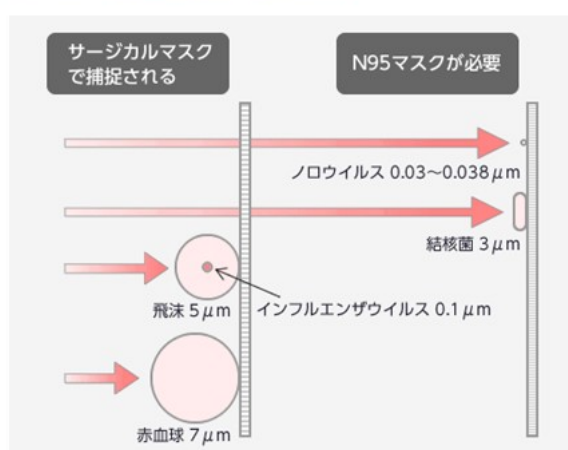 サージカルマスク
で捕捉される
N95マスクが必要
ノロウイルス 0.03～0.038μm
結核菌 3μm
飛沫 5μm
インフルエンザウイルス 0.1μm
赤血球 7μm